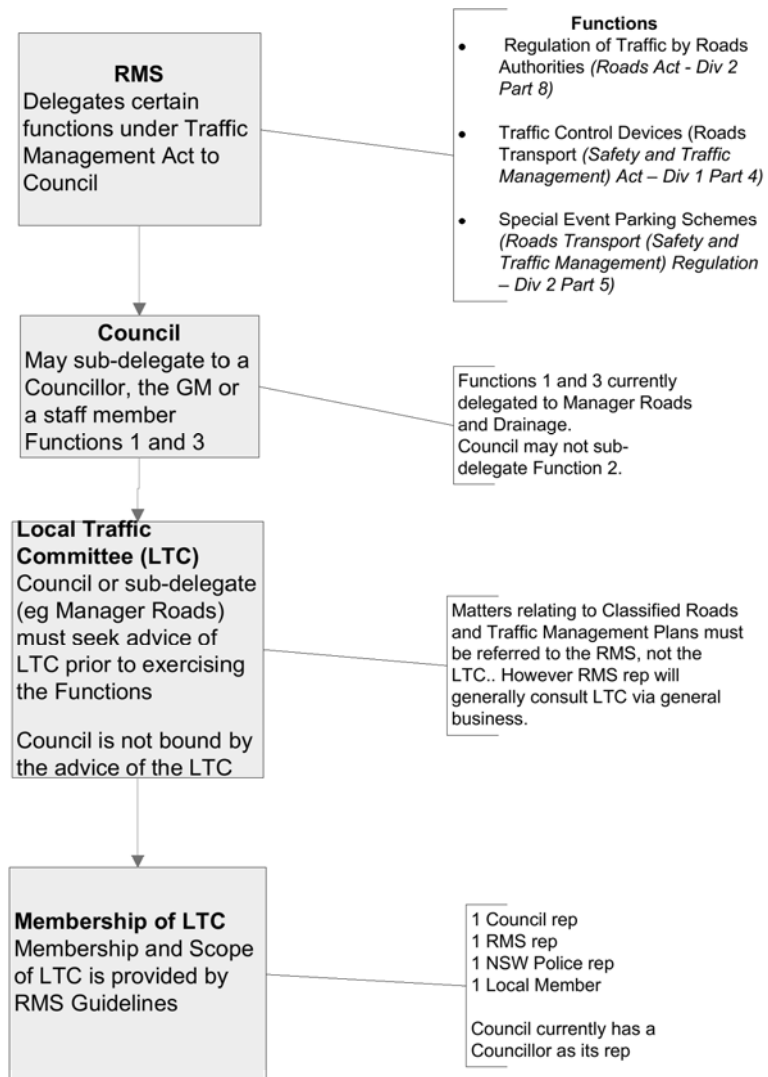 RMS
Delegates certain
functions under Traffic
Management Act to
Council
Functions
• Regulation of Traffic by Roads
Authorities (Roads Act - Div 2
Part 8)
• Traffic Control Devices (Roads
Transport (Safety and Traffic
Management) Act – Div 1 Part 4)
• Special Event Parking Schemes
(Roads Transport (Safety and
Traffic Management) Regulation
– Div 2 Part 5)
Council
May sub-delegate to a
Councillor, the GM or
a staff member
Functions 1 and 3
Functions 1 and 3 currently
delegated to Manager Roads
and Drainage.
Council may not sub-
delegate Function 2.
Local Traffic
Committee (LTC)
Council or sub-delegate
(eg Manager Roads)
must seek advice of
LTC prior to exercising
the Functions
Council is not bound by
the advice of the LTC
Matters relating to Classified Roads
and Traffic Management Plans must
be referred to the RMS, not the
LTC.. However RMS rep will
generally consult LTC via general
business.
Membership of LTC
Membership and Scope
of LTC is provided by
RMS Guidelines
1 Council rep
1 RMS rep
1 NSW Police rep
1 Local Member
Council currently has a
Councillor as its rep